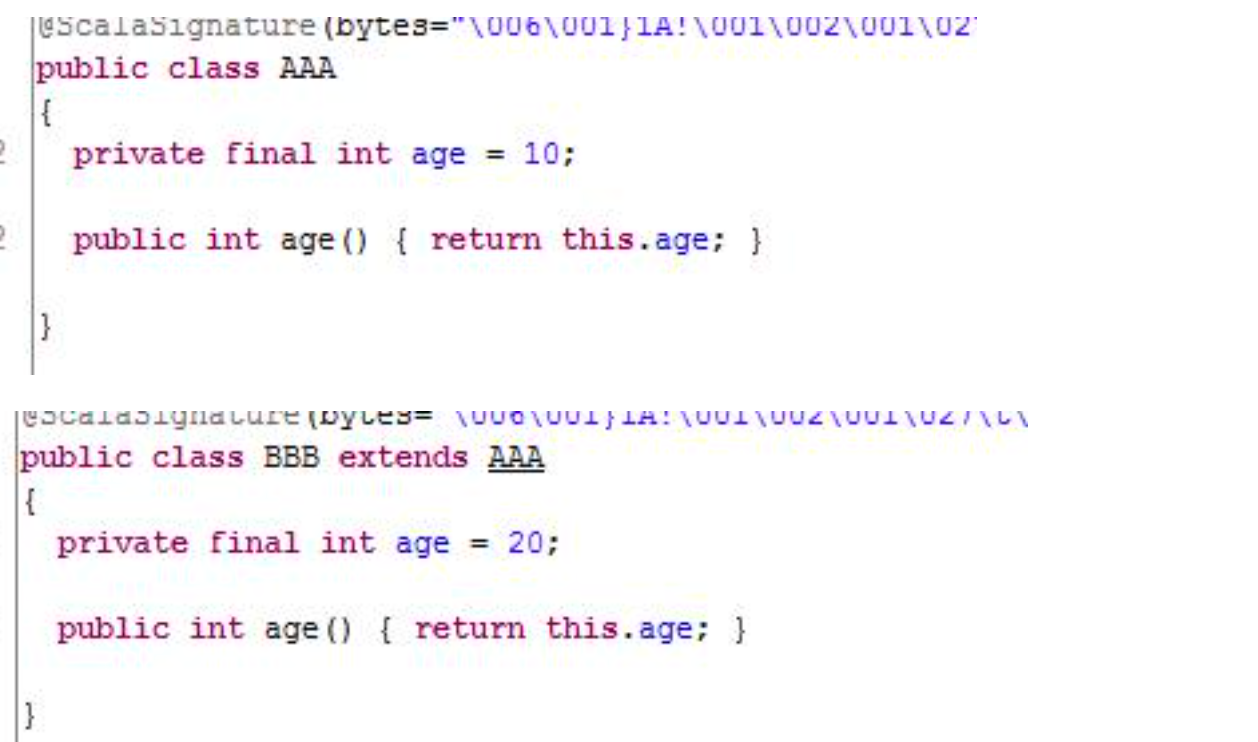 @ScalaSignature(bytes="\006\001}1A!\001\002\001\02
public class AAA
{
2 private final int age = 10;
2 public int age() { return this.age; }
}
@ScalaSignature(bytes= \006\001}1A!\001\002\001\027\t\
public class BBB extends AAA
{
private final int age = 20;
public int age() { return this.age; }
}